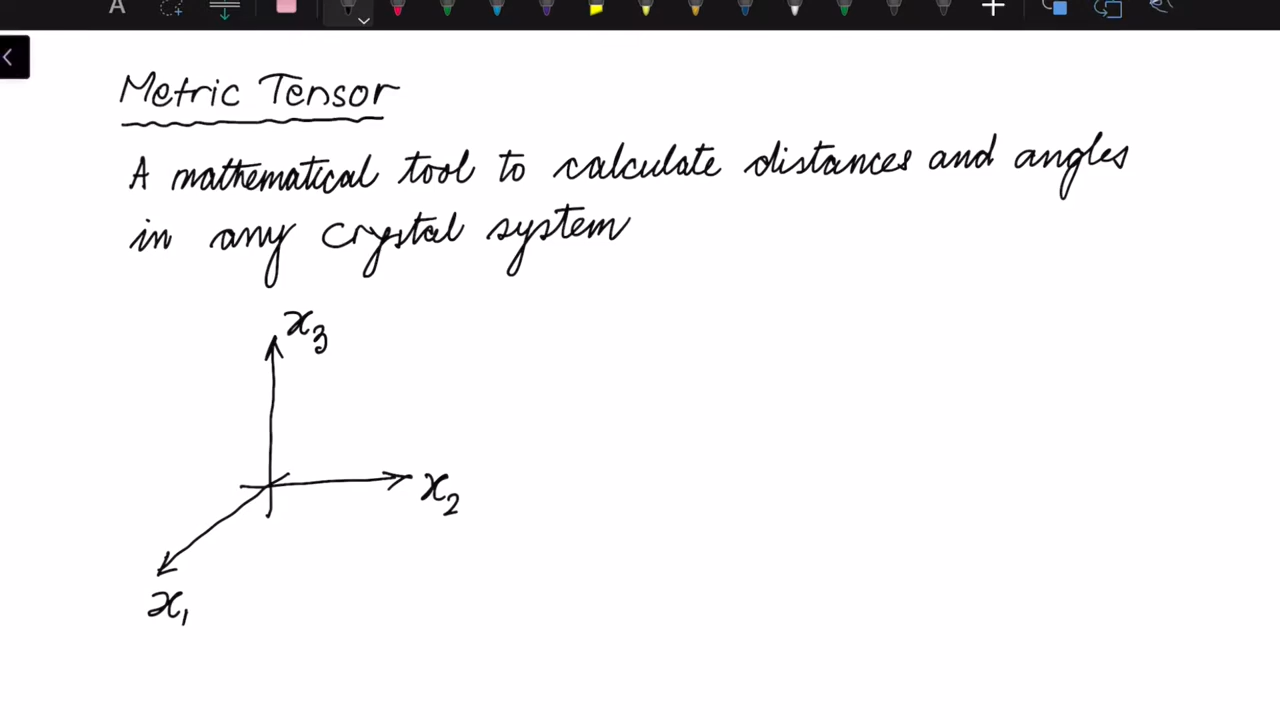 Metric Tensor
A mathematical tool to calculate distances and angles
in any crystal system
x₃
x₂
x₁